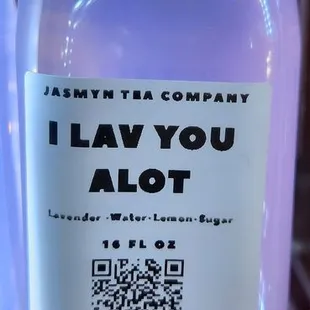 JASMYN TEA COMPANY
I LAV YOU
ALOT
Lavender · Water · Lemon · Sugar
16 FL OZ